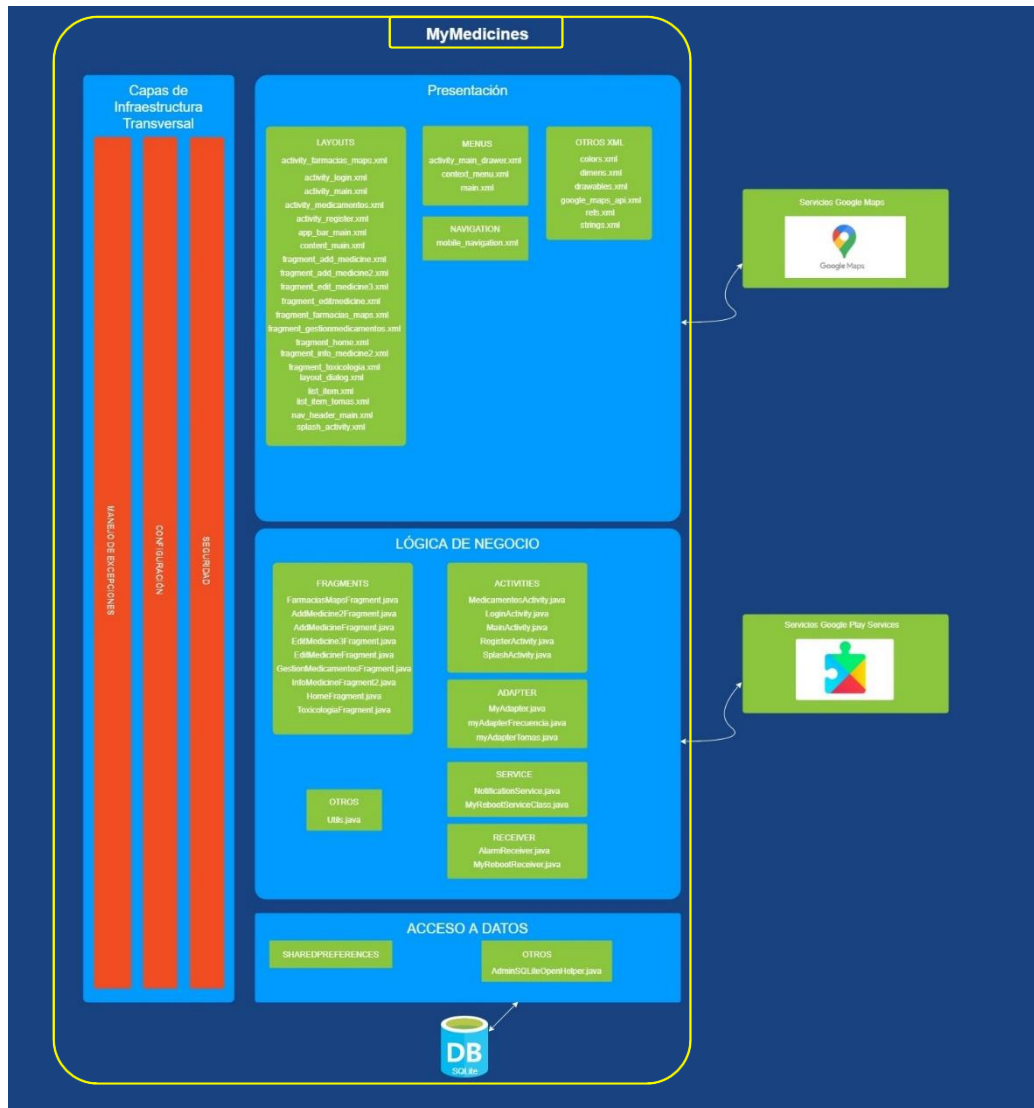 MyMedicines
Capas de
Infraestructura
Transversal
MANEJO DE EXCEPCIONES
CONFIGURACIÓN
SEGURIDAD
Presentación
LAYOUTS
activity_farmacias_maps.xml
activity_login.xml
activity_main.xml
activity_medicamentos.xml
activity_register.xml
app_bar_main.xml
content_main.xml
fragment_add_medicine.xml
fragment_add_medicine2.xml
fragment_edit_medicine3.xml
fragment_editmedicine.xml
fragment_farmacias_maps.xml
fragment_gestionmedicamentos.xml
fragment_home.xml
fragment_info_medicine2.xml
fragment_toxicologia.xml
layout_dialog.xml
list_item.xml
list_item_tomas.xml
nav_header_main.xml
splash_activity.xml
MENUS
activity_main_drawer.xml
context_menu.xml
main.xml
NAVIGATION
mobile_navigation.xml
OTROS XML
colors.xml
dimens.xml
drawables.xml
google_maps_api.xml
refs.xml
strings.xml
Servicios Google Maps
Google Maps
LÓGICA DE NEGOCIO
FRAGMENTS
FarmaciasMapsFragment.java
AddMedicine2Fragment.java
AddMedicineFragment.java
EditMedicine3Fragment.java
EditMedicineFragment.java
GestionMedicamentosFragment.java
InfoMedicineFragment2.java
HomeFragment.java
ToxicologiaFragment.java
OTROS
Utils.java
ACTIVITIES
MedicamentosActivity.java
LoginActivity.java
MainActivity.java
RegisterActivity.java
SplashActivity.java
ADAPTER
MyAdapter.java
myAdapterFrecuencia.java
myAdapterTomas.java
SERVICE
NotificationService.java
MyRebootServiceClass.java
RECEIVER
AlarmReceiver.java
MyRebootReceiver.java
Servicios Google Play Services
ACCESO A DATOS
SHAREDPREFERENCES
OTROS
AdminSQLiteOpenHelper.java
DB
SQLite